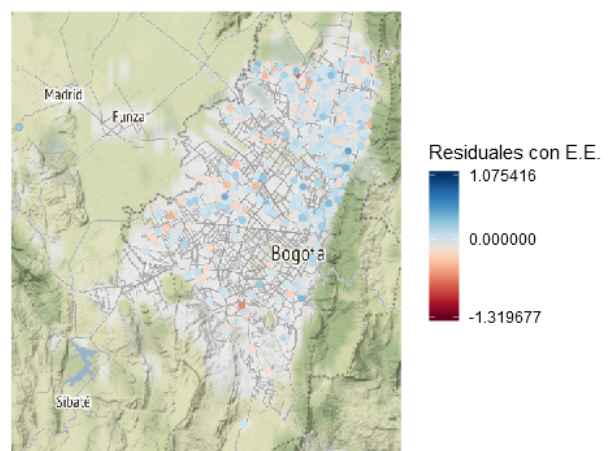 Madrid
Funza
Bogota
Sibaté
Residuales con E.E.
1.075416
0.000000
-1.319677